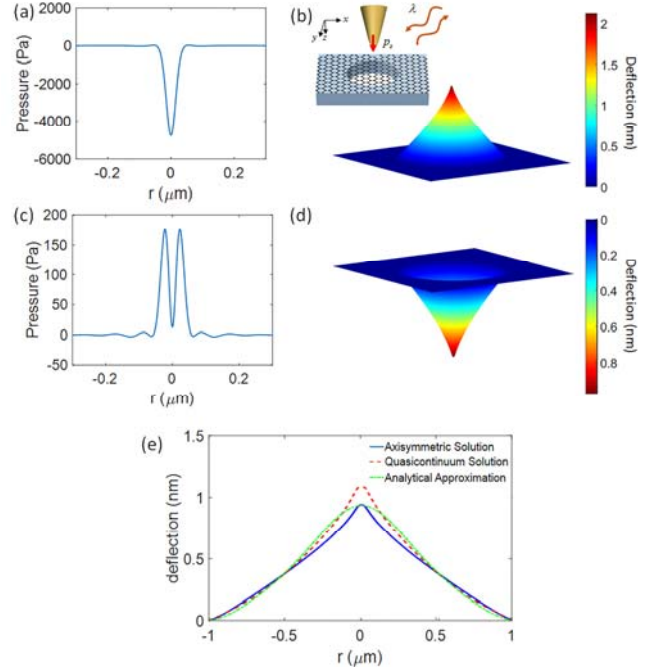 (a)
Pressure (Pa)
2000
0
-2000
-4000
-6000
-0.2
0
0.2
r (μm)
(b)
x
y
z
pₛ
λ
Deflection (nm)
2
1.5
1
0.5
0
(c)
Pressure (Pa)
200
150
100
50
0
-50
-0.2
0
0.2
r (μm)
(d)
Deflection (nm)
0
0.2
0.4
0.6
0.8
(e)
deflection (nm)
1.5
1
0.5
0
Axisymmetric Solution
Quasicontinuum Solution
Analytical Approximation
-1
-0.5
0
0.5
1
r (μm)